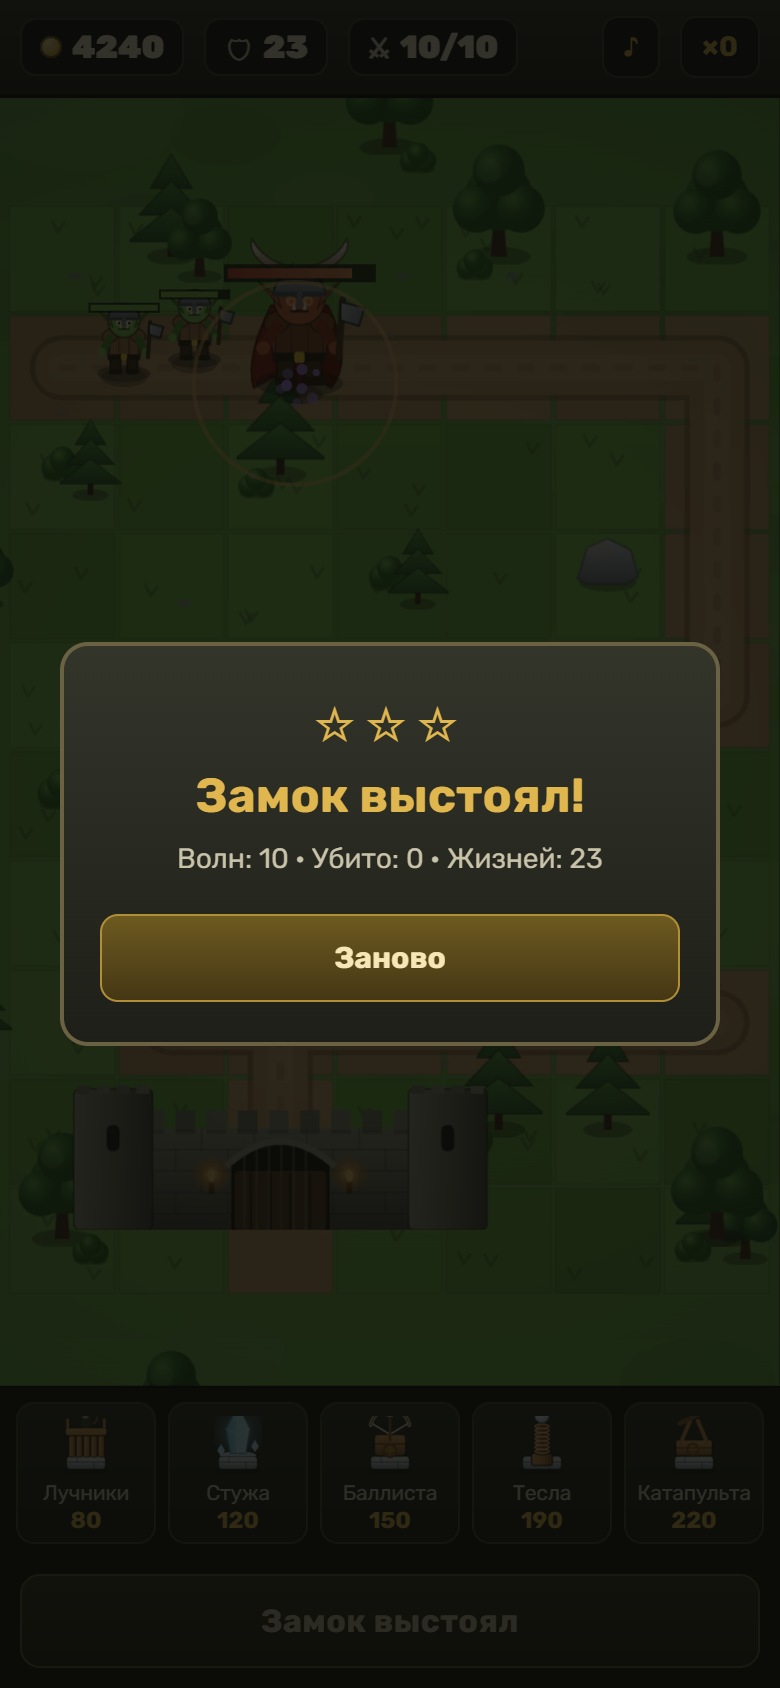 4240 23 10/10 ×0
Замок выстоял!
Волн: 10 • Убито: 0 • Жизней: 23
Заново
Лучники Стужа Баллиста Тесла Катапульта
80 120 150 190 220
Замок выстоял